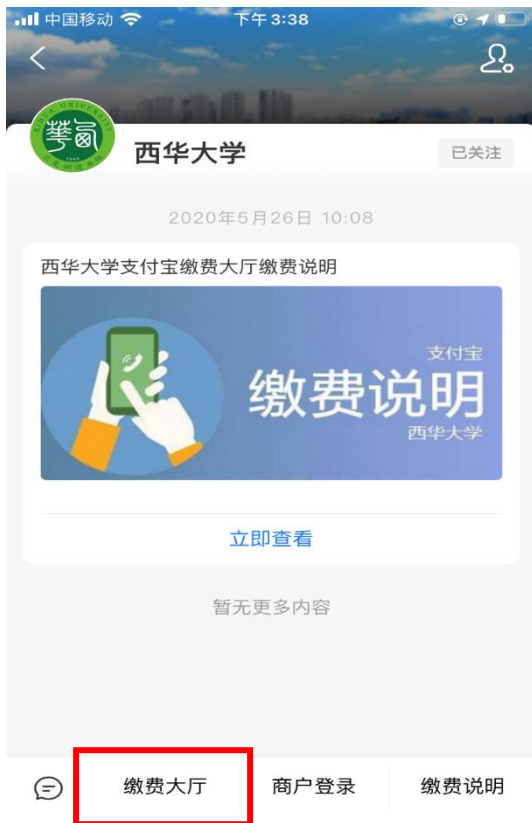 中国移动 下午3:38
XIHUA UNIVERSITY
西华大学 已关注
2020年5月26日 10:08
西华大学支付宝缴费大厅缴费说明
支付宝
缴费说明
西华大学
立即查看
暂无更多内容
缴费大厅 商户登录 缴费说明